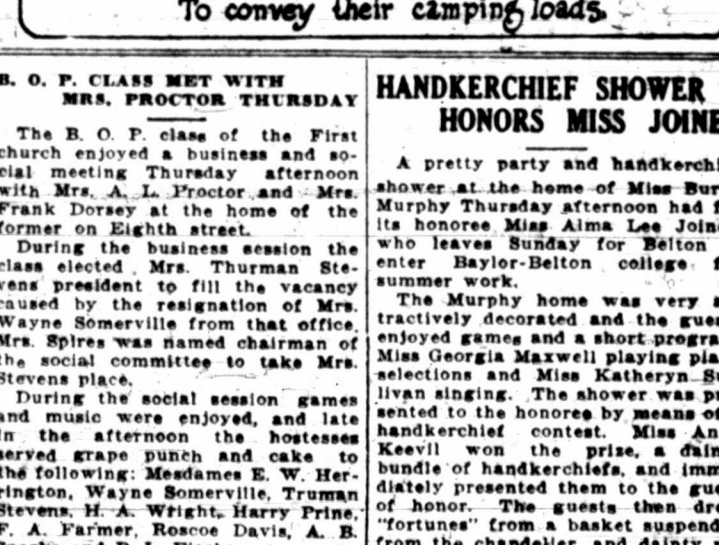 To convey their camping loads.
B. O. P. CLASS MET WITH
MRS. PROCTOR THURSDAY
The B. O. P. class of the First
church enjoyed a business and so-
cial meeting Thursday afternoon
with Mrs. A. L. Proctor and Mrs.
Frank Dorsey at the home of the
former on Eighth street.
During the business session the
class elected Mrs. Thurman Ste-
vens president to fill the vacancy
caused by the resignation of Mrs.
Wayne Somerville from that office.
Mrs. Spires was named chairman of
the social committee to take Mrs.
Stevens place.
During the social session games
and music were enjoyed, and late
in the afternoon the hostesses
served grape punch and cake to
the following: Mesdames E. W. Her-
rington, Wayne Somerville, Truman
Stevens, H. A. Wright, Harry Prine,
F. A. Farmer, Roscoe Davis, A. B.
HANDKERCHIEF SHOWER
HONORS MISS JOINE
A pretty party and handkerchi
shower at the home of Miss Bur
Murphy Thursday afternoon had f
its honoree Miss Alma Lee Join
who leaves Sunday for Belton
enter Baylor-Belton college f
summer work.
The Murphy home was very a
tractively decorated and the gue
enjoyed games and a short progra
Miss Georgia Maxwell playing pia
selections and Miss Katheryn Su
livan singing. The shower was pr
sented to the honoree by means of
handkerchief contest. Miss An
Keevil won the prize, a dain
bundle of handkerchiefs, and imm
diately presented them to the gue
of honor. The guests then dre
"fortunes" from a basket suspend
from the chandelier, and dainty